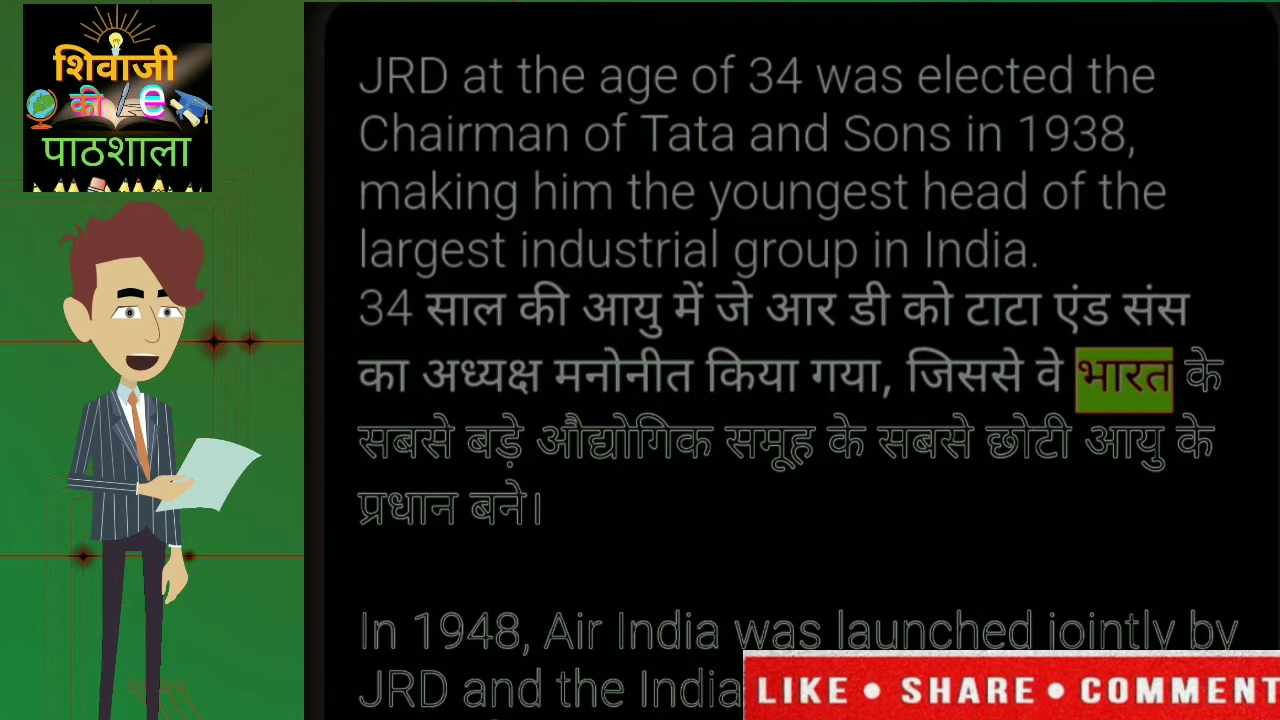 शिवाजी
की e
पाठशाला
JRD at the age of 34 was elected the
Chairman of Tata and Sons in 1938,
making him the youngest head of the
largest industrial group in India.
34 साल की आयु में जे आर डी को टाटा एंड संस
का अध्यक्ष मनोनीत किया गया, जिससे वे भारत के
सबसे बड़े औद्योगिक समूह के सबसे छोटी आयु के
प्रधान बने।
In 1948, Air India was launched jointly by
JRD and the India
LIKE • SHARE • COMMENT